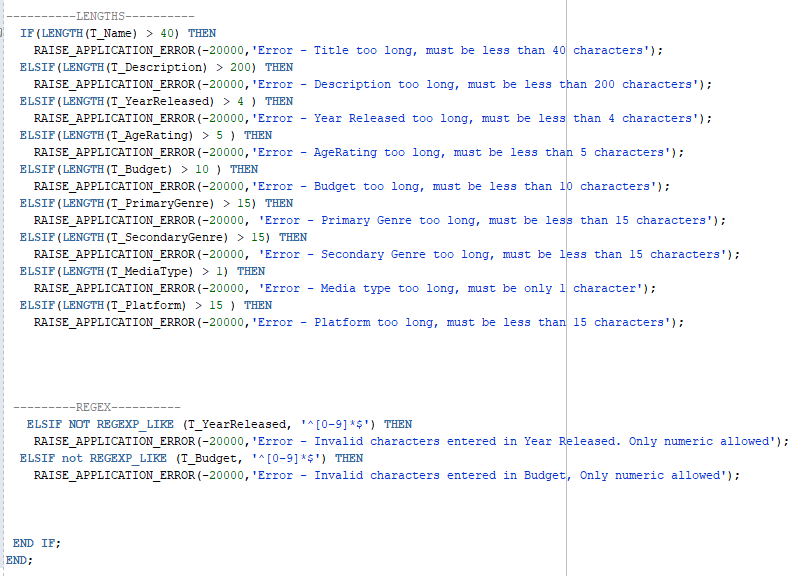 ----------LENGTHS----------
IF(LENGTH(T_Name) > 40) THEN
RAISE_APPLICATION_ERROR(-20000,'Error - Title too long, must be less than 40 characters');
ELSIF(LENGTH(T_Description) > 200) THEN
RAISE_APPLICATION_ERROR(-20000,'Error - Description too long, must be less than 200 characters');
ELSIF(LENGTH(T_YearReleased) > 4 ) THEN
RAISE_APPLICATION_ERROR(-20000,'Error - Year Released too long, must be less than 4 characters');
ELSIF(LENGTH(T_AgeRating) > 5 ) THEN
RAISE_APPLICATION_ERROR(-20000,'Error - AgeRating too long, must be less than 5 characters');
ELSIF(LENGTH(T_Budget) > 10 ) THEN
RAISE_APPLICATION_ERROR(-20000,'Error - Budget too long, must be less than 10 characters');
ELSIF(LENGTH(T_PrimaryGenre) > 15) THEN
RAISE_APPLICATION_ERROR(-20000, 'Error - Primary Genre too long, must be less than 15 characters');
ELSIF(LENGTH(T_SecondaryGenre) > 15) THEN
RAISE_APPLICATION_ERROR(-20000, 'Error - Secondary Genre too long, must be less than 15 characters');
ELSIF(LENGTH(T_MediaType) > 1) THEN
RAISE_APPLICATION_ERROR(-20000, 'Error - Media type too long, must be only 1 character');
ELSIF(LENGTH(T_Platform) > 15 ) THEN
RAISE_APPLICATION_ERROR(-20000,'Error - Platform too long, must be less than 15 characters');
---------REGEX----------
ELSIF NOT REGEXP_LIKE (T_YearReleased, '^[0-9]*$') THEN
RAISE_APPLICATION_ERROR(-20000,'Error - Invalid characters entered in Year Released. Only numeric allowed');
ELSIF not REGEXP_LIKE (T_Budget, '^[0-9]*$') THEN
RAISE_APPLICATION_ERROR(-20000,'Error - Invalid characters entered in Budget, Only numeric allowed');
END IF;
END;